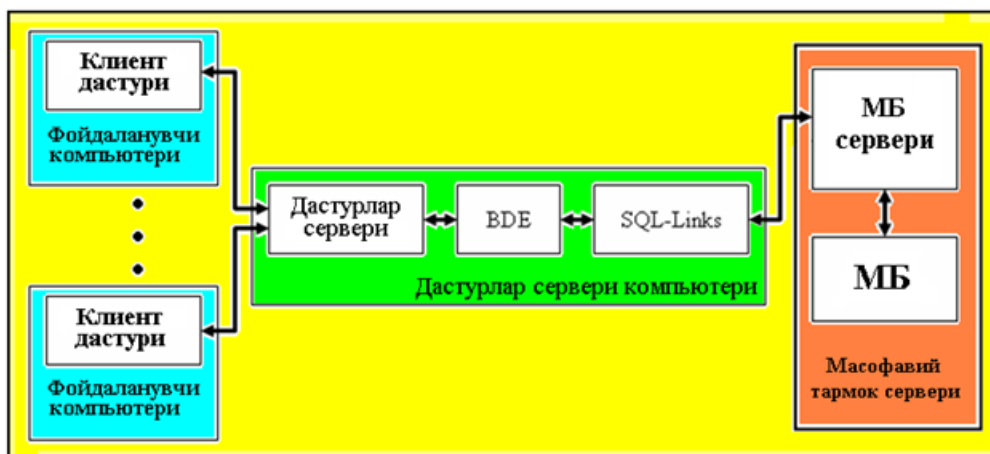 Клиент
дастури
Фойдаланувчи
компьютери
Дастурлар
сервери
BDE
SQL-Links
Дастурлар сервери компьютери
МБ
сервери
МБ
Масофавий
тармок сервери
Клиент
дастури
Фойдаланувчи
компьютери